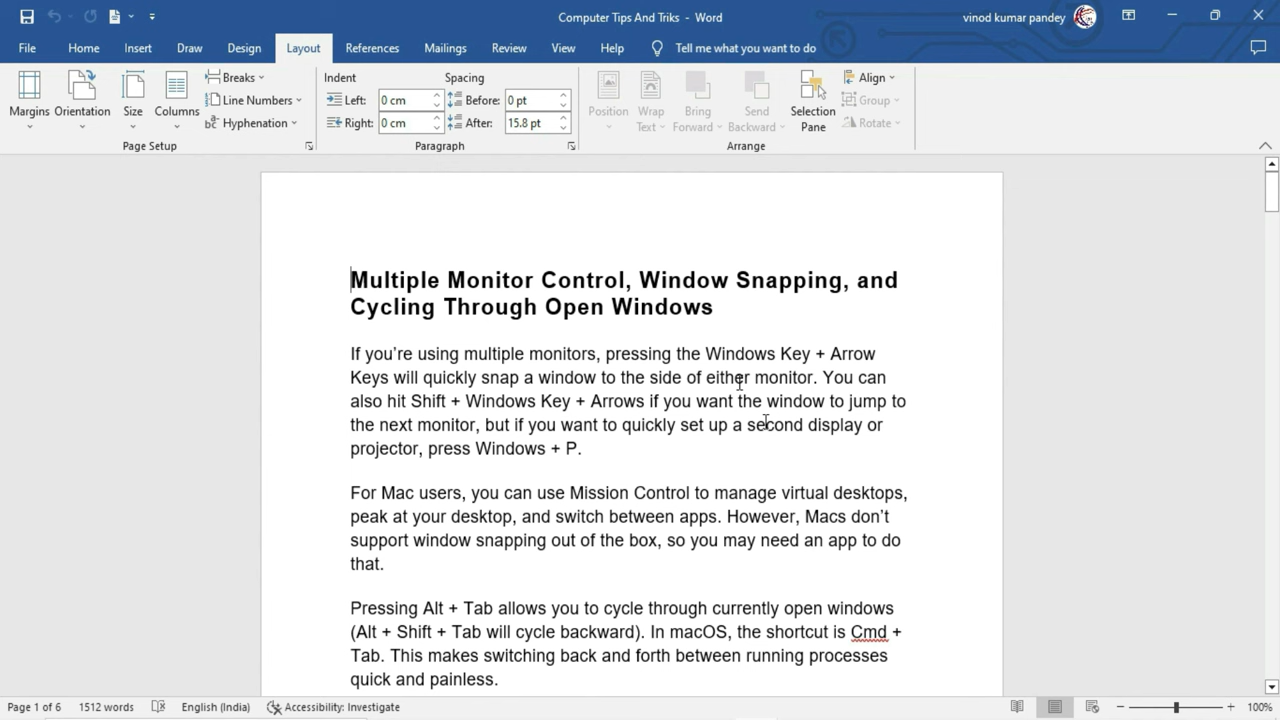 Computer Tips And Triks - Word
vinod kumar pandey
File Home Insert Draw Design Layout References Mailings Review View Help Tell me what you want to do
Margins
Orientation
Size
Columns
Breaks
Line Numbers
Hyphenation
Page Setup
Indent
Left: 0 cm
Right: 0 cm
Spacing
Before: 0 pt
After: 15.8 pt
Paragraph
Position
Wrap
Text
Bring
Forward
Send
Backward
Selection
Pane
Align
Group
Rotate
Arrange
Multiple Monitor Control, Window Snapping, and
Cycling Through Open Windows
If you’re using multiple monitors, pressing the Windows Key + Arrow
Keys will quickly snap a window to the side of either monitor. You can
also hit Shift + Windows Key + Arrows if you want the window to jump to
the next monitor, but if you want to quickly set up a second display or
projector, press Windows + P.
For Mac users, you can use Mission Control to manage virtual desktops,
peak at your desktop, and switch between apps. However, Macs don’t
support window snapping out of the box, so you may need an app to do
that.
Pressing Alt + Tab allows you to cycle through currently open windows
(Alt + Shift + Tab will cycle backward). In macOS, the shortcut is Cmd +
Tab. This makes switching back and forth between running processes
quick and painless.
Page 1 of 6 1512 words English (India) Accessibility: Investigate 100%